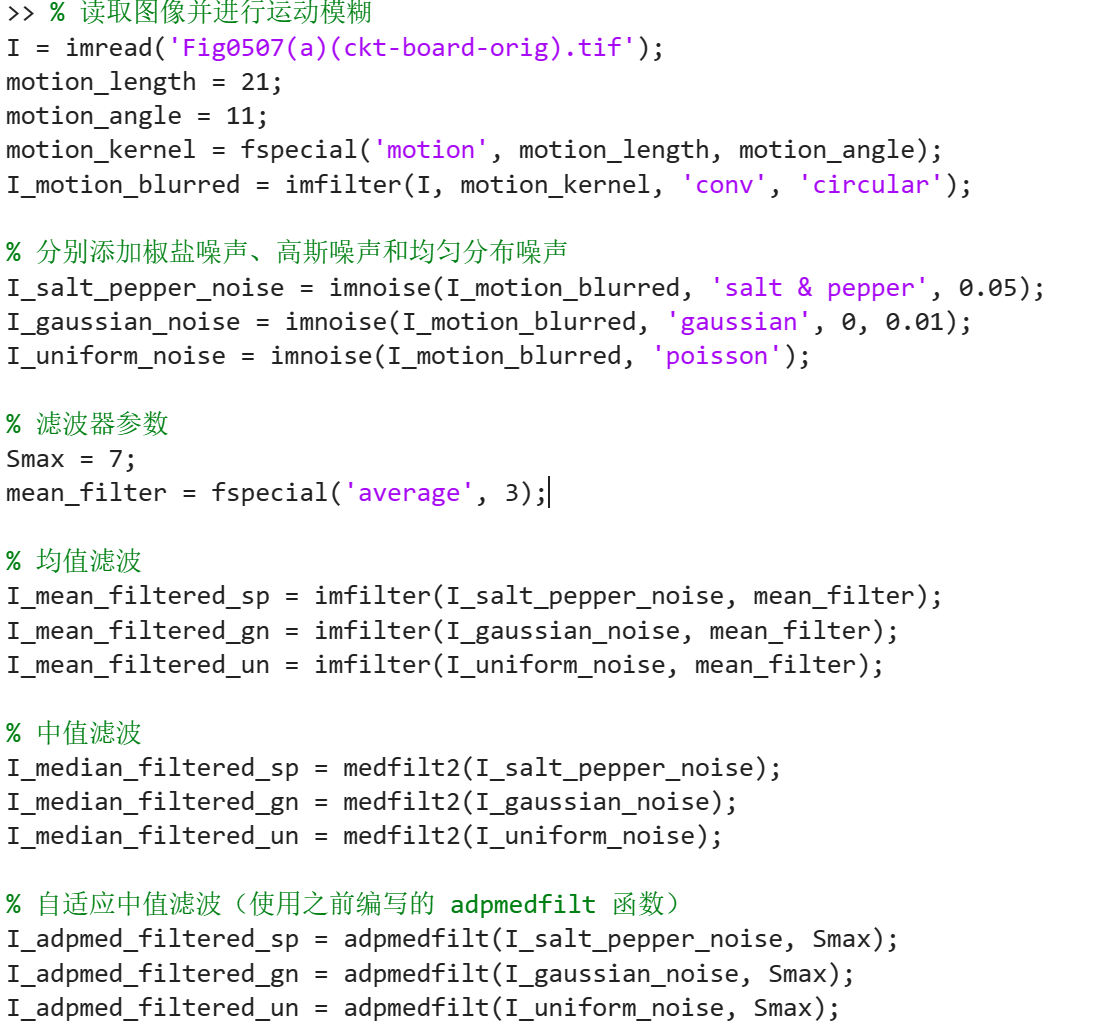 >> % 读取图像并进行运动模糊
I = imread('Fig0507(a)(ckt-board-orig).tif');
motion_length = 21;
motion_angle = 11;
motion_kernel = fspecial('motion', motion_length, motion_angle);
I_motion_blurred = imfilter(I, motion_kernel, 'conv', 'circular');
% 分别添加椒盐噪声、高斯噪声和均匀分布噪声
I_salt_pepper_noise = imnoise(I_motion_blurred, 'salt & pepper', 0.05);
I_gaussian_noise = imnoise(I_motion_blurred, 'gaussian', 0, 0.01);
I_uniform_noise = imnoise(I_motion_blurred, 'poisson');
% 滤波器参数
Smax = 7;
mean_filter = fspecial('average', 3);
% 均值滤波
I_mean_filtered_sp = imfilter(I_salt_pepper_noise, mean_filter);
I_mean_filtered_gn = imfilter(I_gaussian_noise, mean_filter);
I_mean_filtered_un = imfilter(I_uniform_noise, mean_filter);
% 中值滤波
I_median_filtered_sp = medfilt2(I_salt_pepper_noise);
I_median_filtered_gn = medfilt2(I_gaussian_noise);
I_median_filtered_un = medfilt2(I_uniform_noise);
% 自适应中值滤波（使用之前编写的 adpmedfilt 函数）
I_adpmed_filtered_sp = adpmedfilt(I_salt_pepper_noise, Smax);
I_adpmed_filtered_gn = adpmedfilt(I_gaussian_noise, Smax);
I_adpmed_filtered_un = adpmedfilt(I_uniform_noise, Smax);